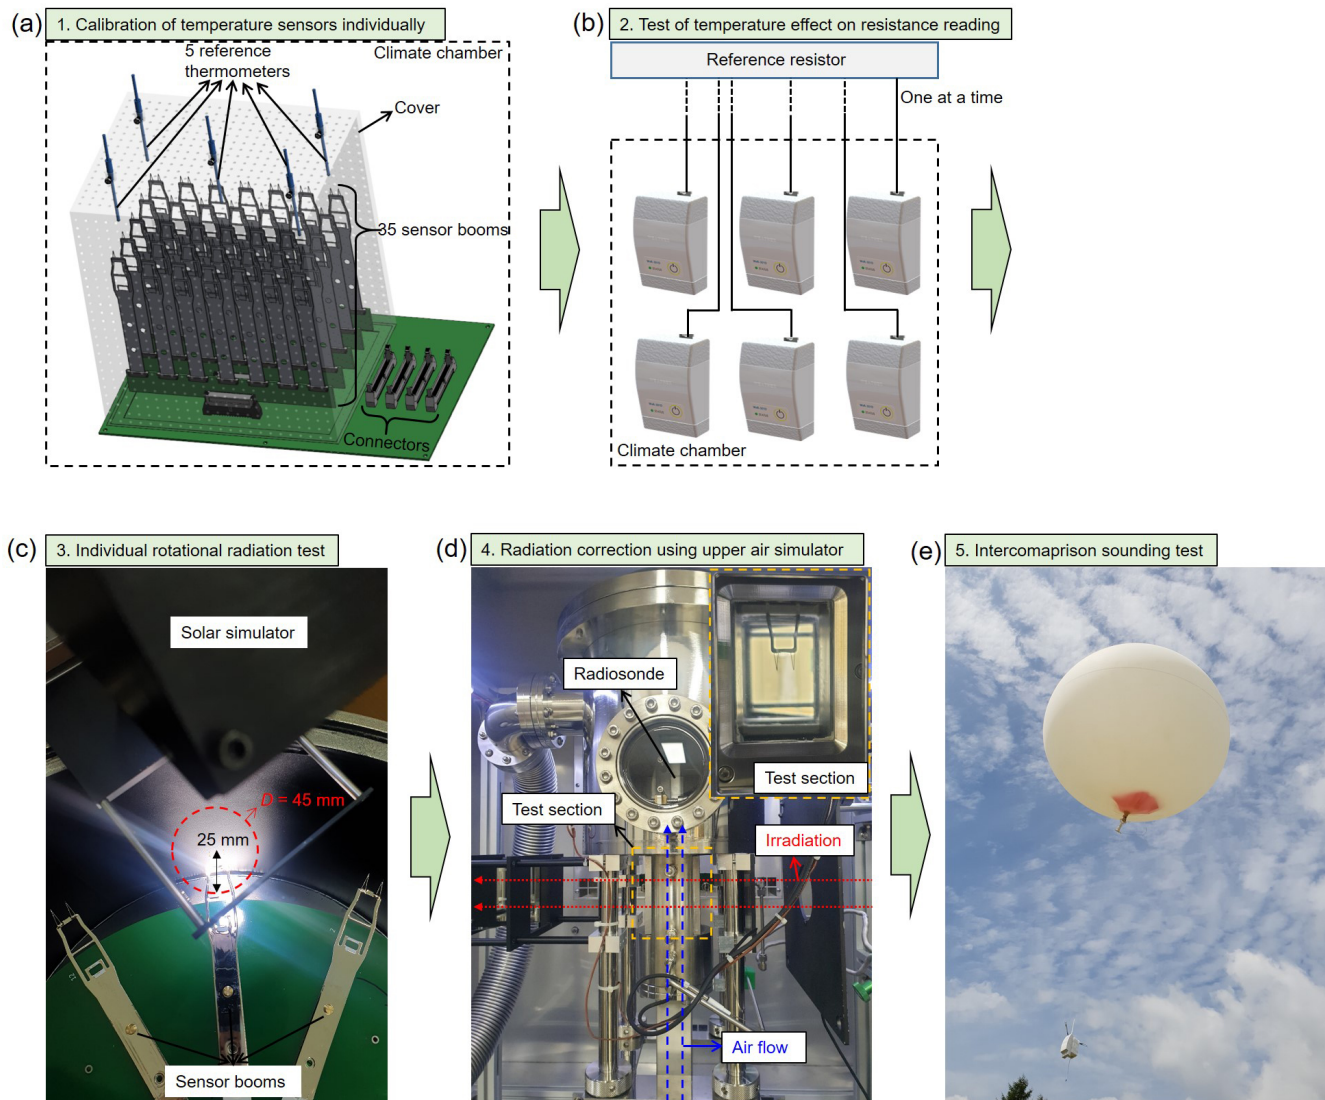 (a)
1. Calibration of temperature sensors individually
5 reference
thermometers
Climate chamber
Cover
35 sensor booms
Connectors
(b)
2. Test of temperature effect on resistance reading
Reference resistor
One at a time
Climate chamber
(c)
3. Individual rotational radiation test
Solar simulator
D = 45 mm
25 mm
Sensor booms
(d)
4. Radiation correction using upper air simulator
Radiosonde
Test section
Test section
Irradiation
Air flow
(e)
5. Intercomaprison sounding test